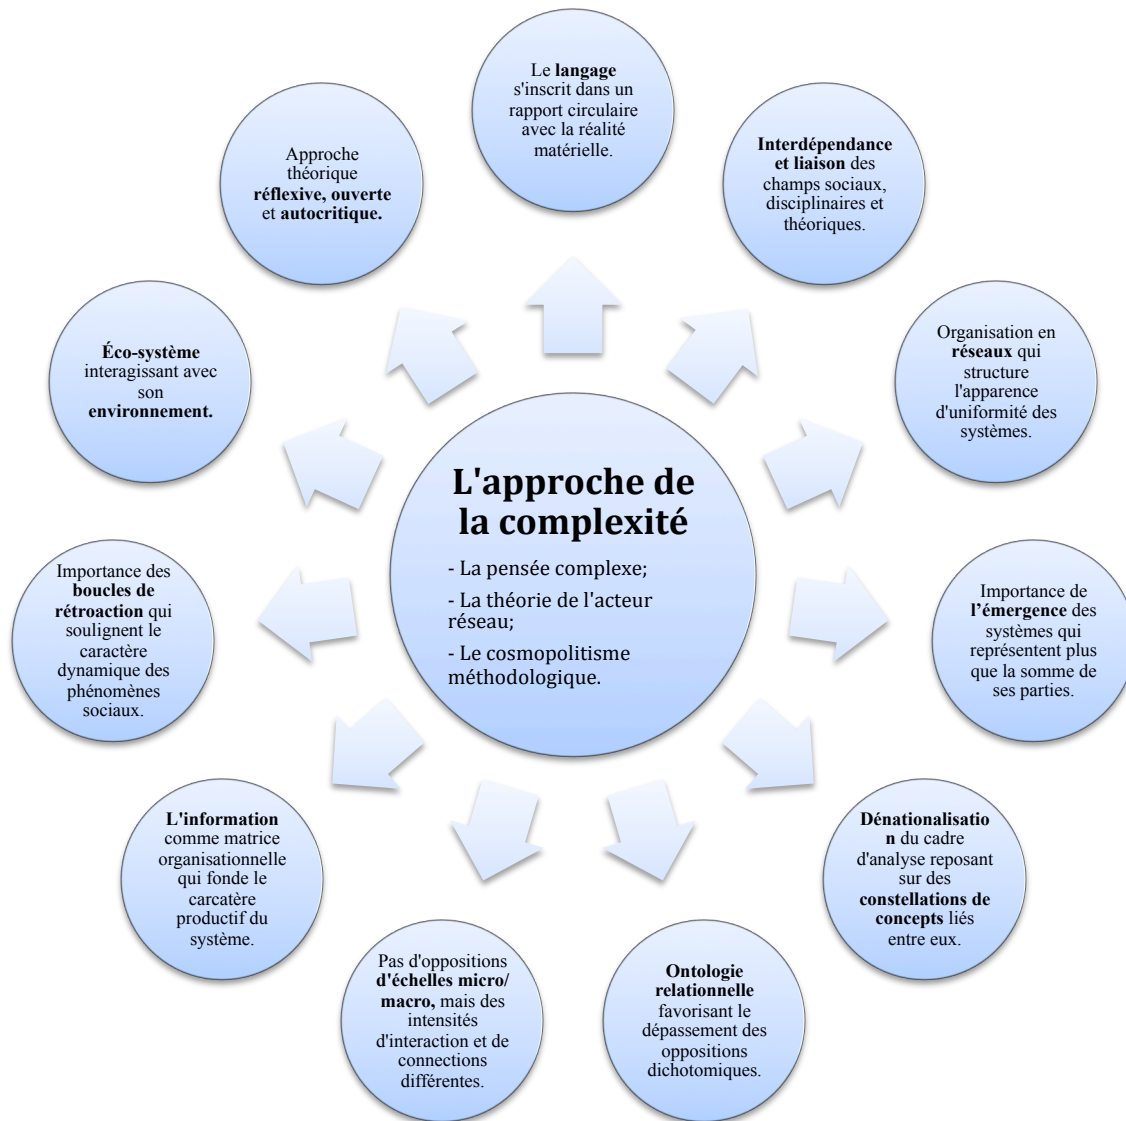 Le langage
s'inscrit dans un
rapport circulaire
avec la réalité
matérielle.
Interdépendance
et liaison des
champs sociaux,
disciplinaires et
théoriques.
Organisation en
réseaux qui
structure
l'apparence
d'uniformité des
systèmes.
Importance de
l’émergence des
systèmes qui
représentent plus
que la somme de
ses parties.
Dénationalisatio
n du cadre
d'analyse reposant
sur des
constellations de
concepts liés
entre eux.
Ontologie
relationnelle
favorisant le
dépassement des
oppositions
dichotomiques.
Pas d'oppositions
d'échelles micro/
macro, mais des
intensités
d'interaction et de
connections
différentes.
L'information
comme matrice
organisationnelle
qui fonde le
carcatère
productif du
système.
Importance des
boucles de
rétroaction qui
soulignent le
caractère
dynamique des
phénomènes
sociaux.
Éco-système
interagissant avec
son
environnement.
Approche
théorique
réflexive, ouverte
et autocritique.
L'approche de
la complexité
- La pensée complexe;
- La théorie de l'acteur
réseau;
- Le cosmopolitisme
méthodologique.